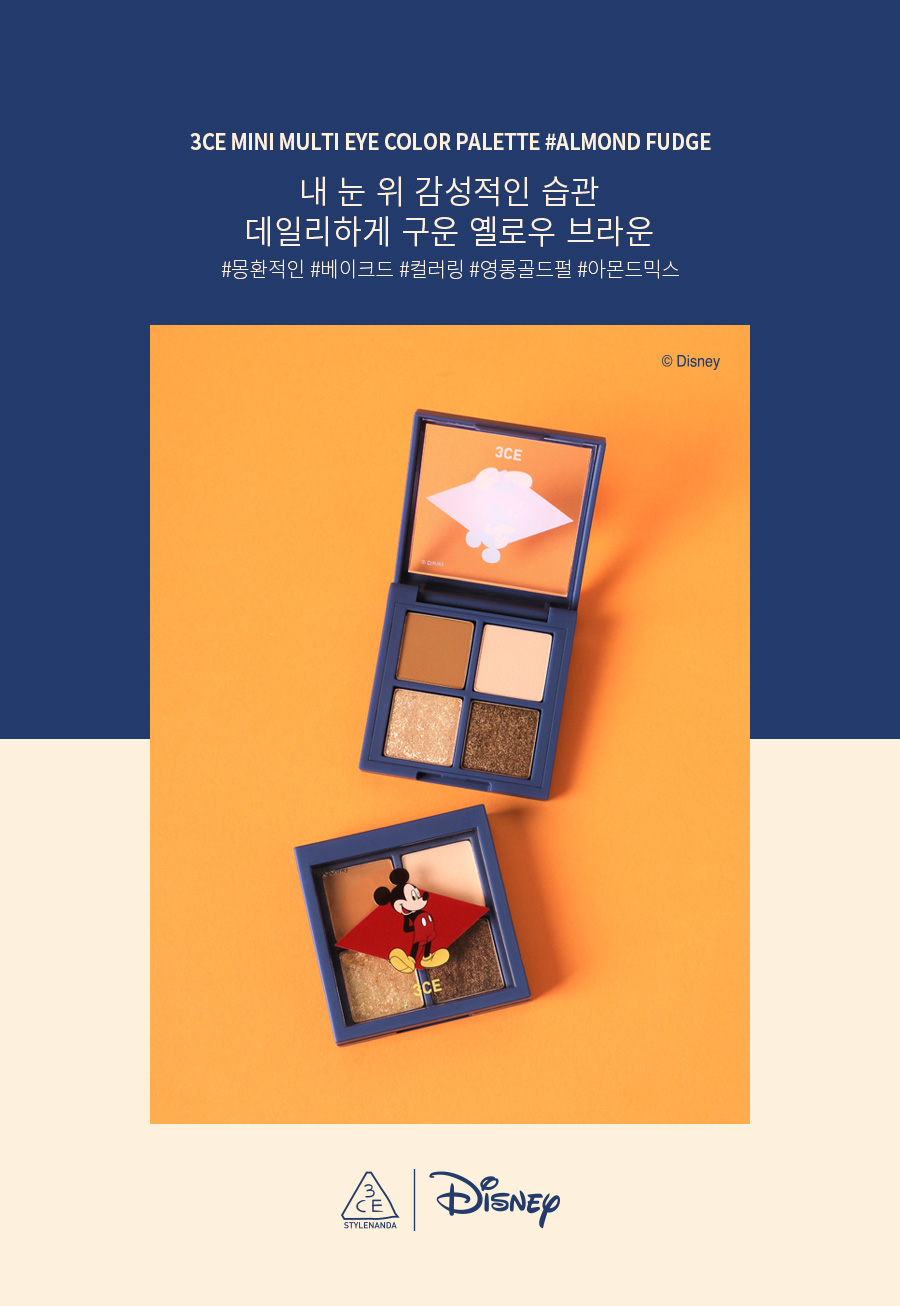 3CE MINI MULTI EYE COLOR PALETTE #ALMOND FUDGE
내 눈 위 감성적인 습관
데일리하게 구운 옐로우 브라운
#몽환적인 #베이크드 #컬러링 #영롱골드펄 #아몬드믹스
© Disney
3CE
3CE
3
CE
STYLENANDA
Disney